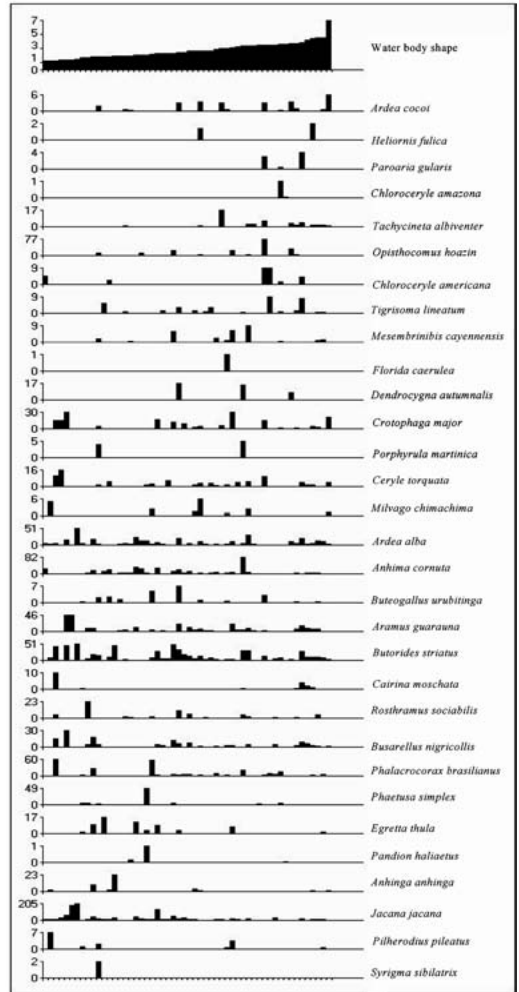 7
5
3
1
0
Water body shape
6
0
Ardea cocoi
2
0
Heliornis fulica
4
0
Paroaria gularis
1
0
Chloroceryle amazona
17
0
Tachycineta albiventer
77
0
Opisthocomus hoazin
9
0
Chloroceryle americana
9
0
Tigrisoma lineatum
9
0
Mesembrinibis cayennensis
1
0
Florida caerulea
17
0
Dendrocygna autumnalis
30
0
Crotophaga major
5
0
Porphyrula martinica
16
0
Ceryle torquata
6
0
Milvago chimachima
51
0
Ardea alba
82
0
Anhima cornuta
7
0
Buteogallus urubitinga
46
0
Aramus guarauna
51
0
Butorides striatus
10
0
Cairina moschata
23
0
Rosthramus sociabilis
30
0
Busarellus nigricollis
60
0
Phalacrocorax brasilianus
49
0
Phaetusa simplex
17
0
Egretta thula
1
0
Pandion haliaetus
23
0
Anhinga anhinga
205
0
Jacana jacana
7
0
Pilherodius pileatus
2
0
Syrigma sibilatrix